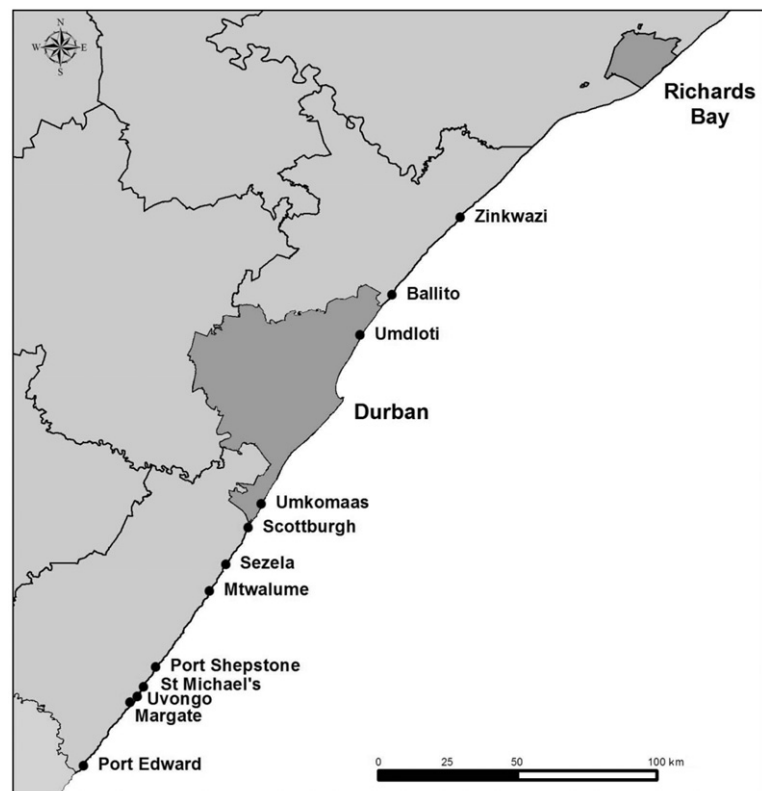 N
W E
S
Richards
Bay
Zinkwazi
Ballito
Umdloti
Durban
Umkomaas
Scottburgh
Sezela
Mtwalume
Port Shepstone
St Michael's
Uvongo
Margate
Port Edward
0 25 50 100 km